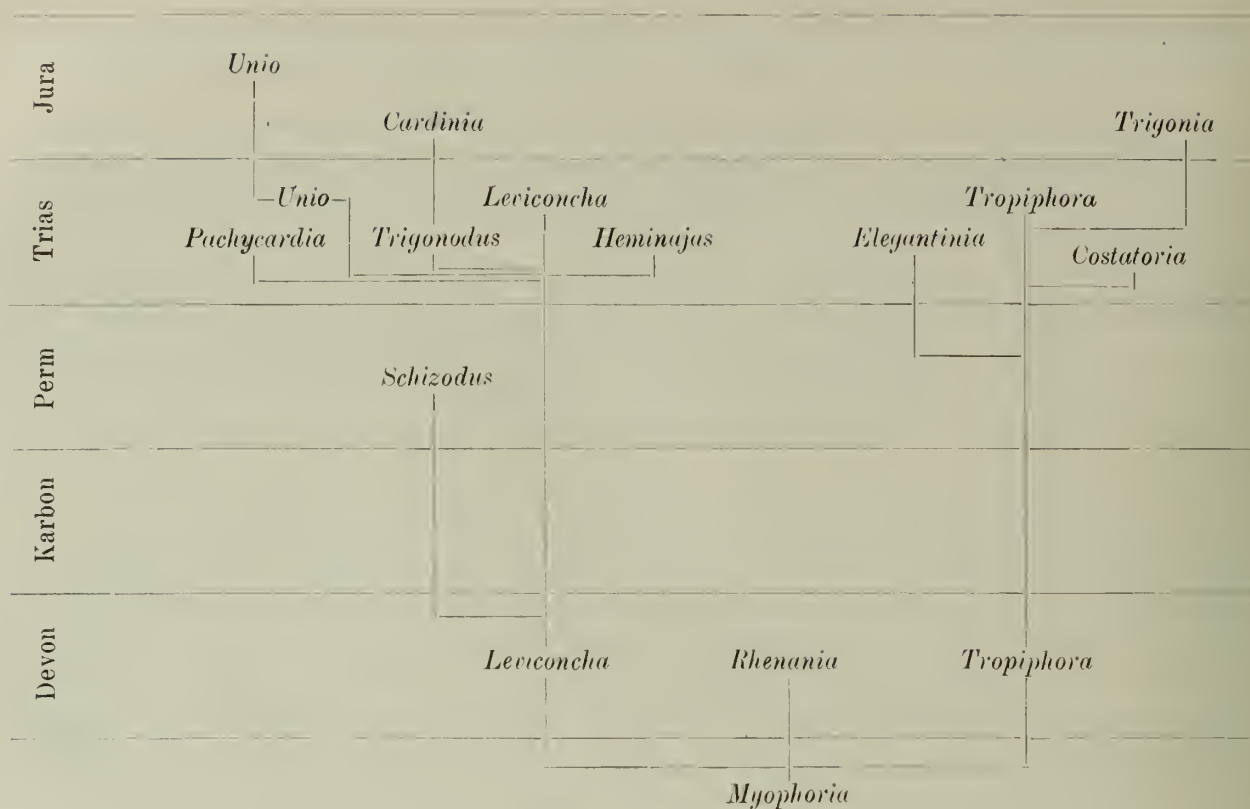 Jura
Unio
Cardinia
Trigonia
Trias
Unio
Leviconcha
Tropiphora
Pachycardia
Trigonodus
Heminajas
Elegantinia
Costatoria
Perm
Schizodus
Karbon
Devon
Leviconcha
Rhenania
Tropiphora
Myophoria